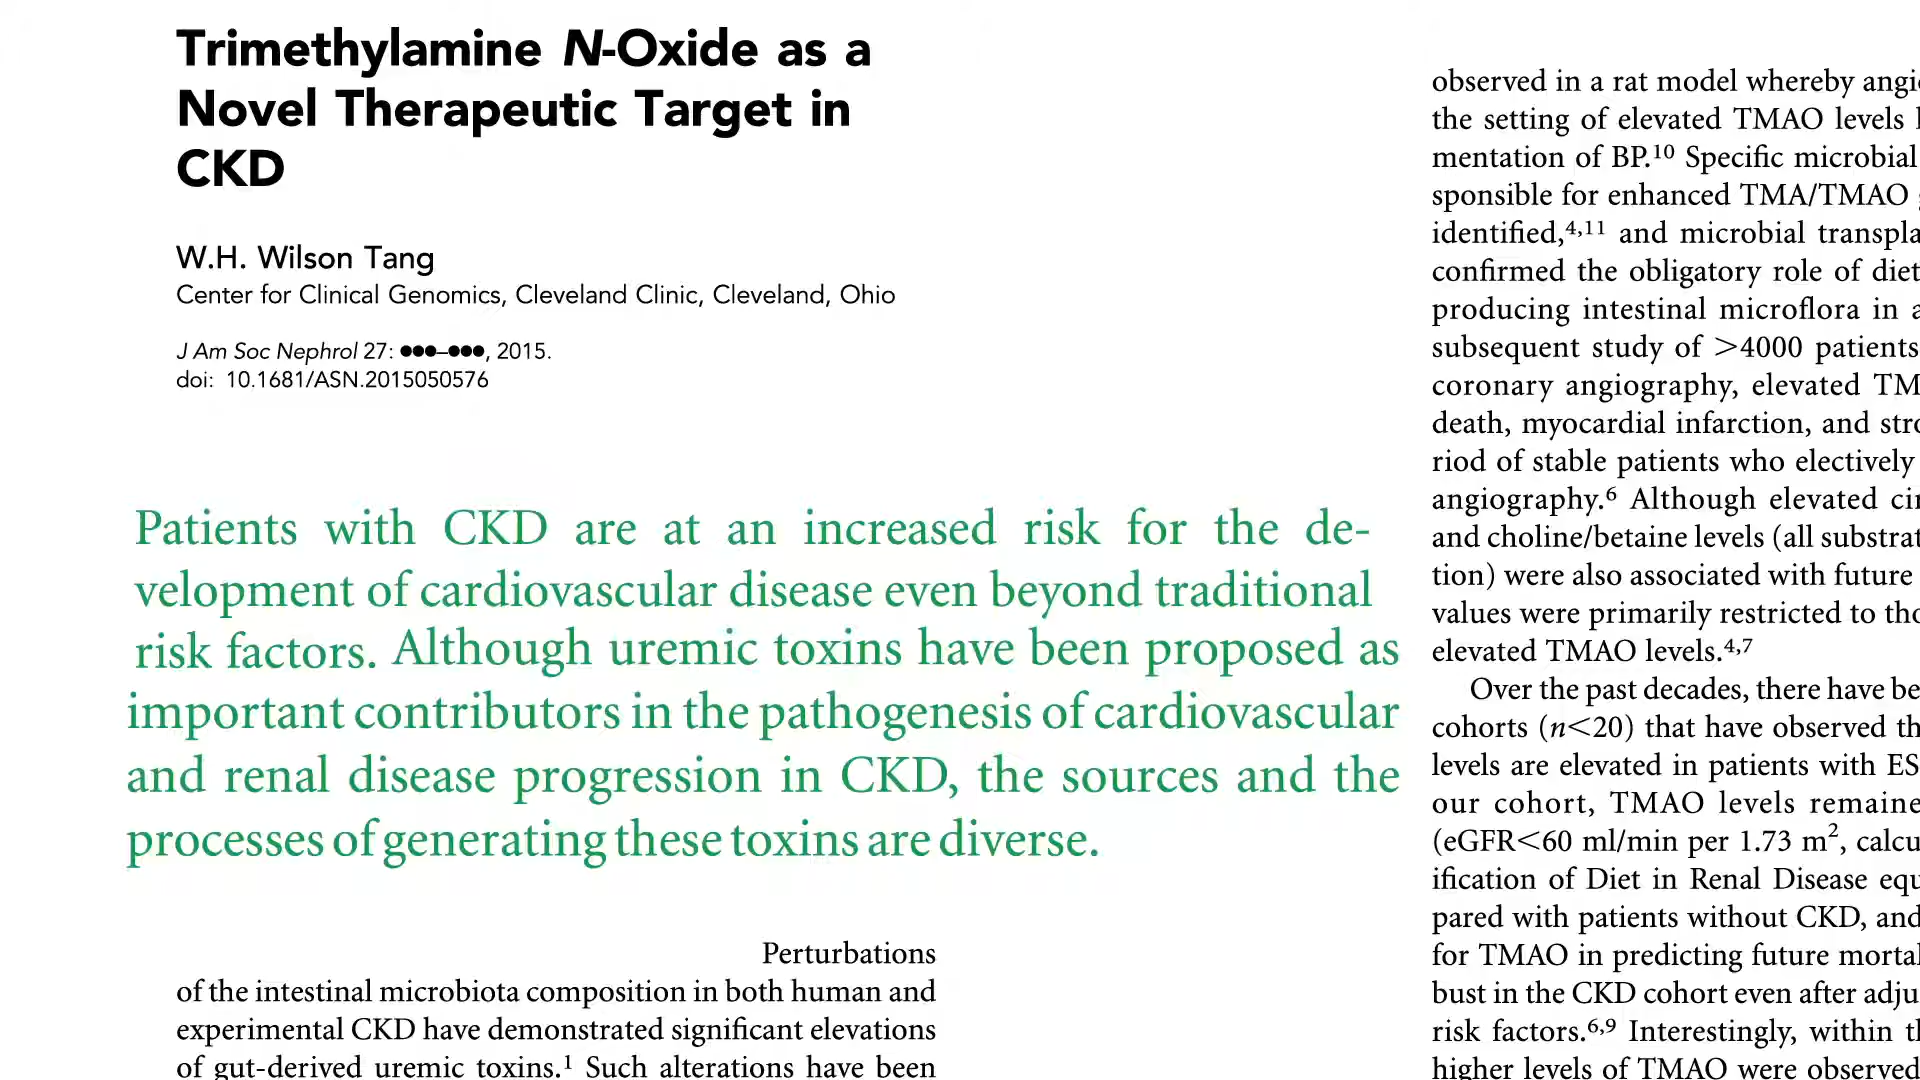 Trimethylamine N-Oxide as a
Novel Therapeutic Target in
CKD
W.H. Wilson Tang
Center for Clinical Genomics, Cleveland Clinic, Cleveland, Ohio
J Am Soc Nephrol 27: •••–•••, 2015.
doi: 10.1681/ASN.2015050576
Patients with CKD are at an increased risk for the de-
velopment of cardiovascular disease even beyond traditional
risk factors. Although uremic toxins have been proposed as
important contributors in the pathogenesis of cardiovascular
and renal disease progression in CKD, the sources and the
processes of generating these toxins are diverse.
Perturbations
of the intestinal microbiota composition in both human and
experimental CKD have demonstrated significant elevations
of gut-derived uremic toxins.1 Such alterations have been
observed in a rat model whereby
the setting of elevated TMAO levels
mentation of BP.10 Specific microbial
sponsible for enhanced TMA/TMAO
identified,4,11 and microbial
confirmed the obligatory role of
producing intestinal microflora in
subsequent study of >4000 patients
coronary angiography, elevated
death, myocardial infarction, and
riod of stable patients who electively
angiography.6 Although elevated
and choline/betaine levels (all
tion) were also associated with future
values were primarily restricted to
elevated TMAO levels.4,7
Over the past decades, there have
cohorts (n<20) that have observed
levels are elevated in patients with
our cohort, TMAO levels
(eGFR<60 ml/min per 1.73 m2,
ification of Diet in Renal Disease
pared with patients without CKD, and
for TMAO in predicting future
bust in the CKD cohort even after
risk factors.6,9 Interestingly, within
higher levels of TMAO were observed